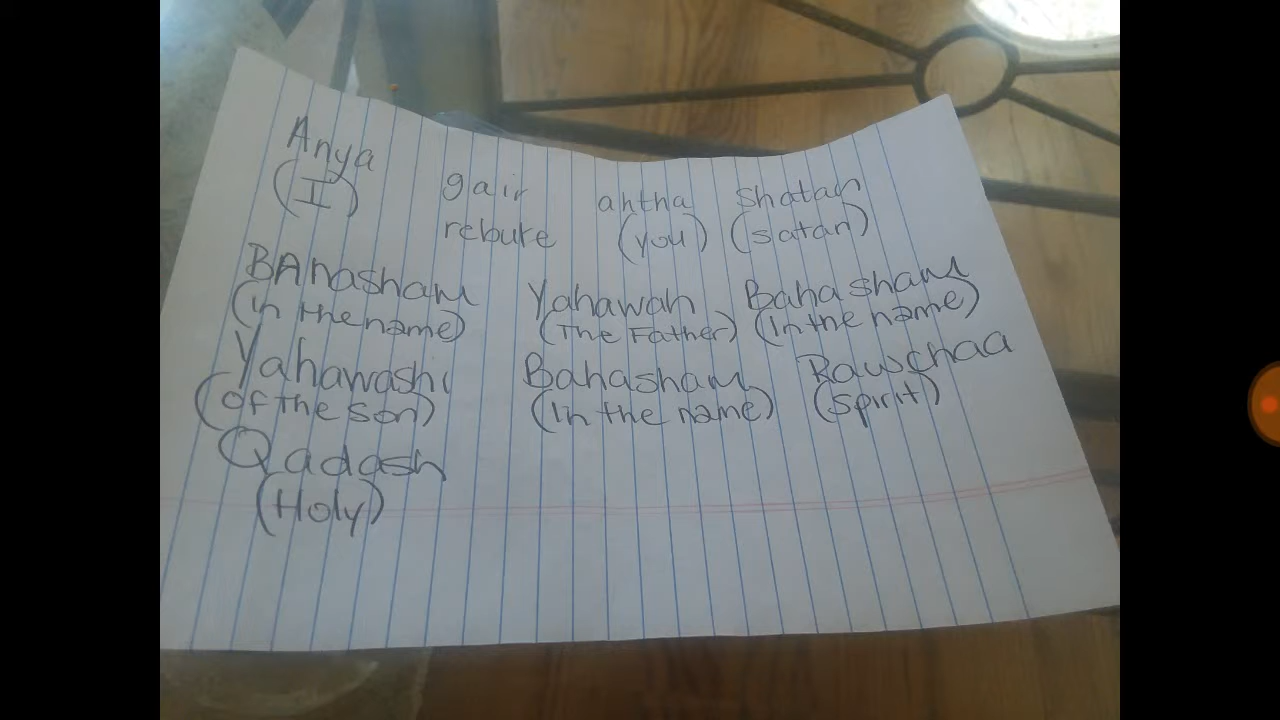 Anya gair ahtha Shatan
(I) rebuke (you) (satan)
BAhasham Yahawah Bahasham
(In the name) (The Father) (In the name)
Yahawashi Bahasham Rawchaa
(of the son) (In the name) (spirit)
Qadash
(Holy)